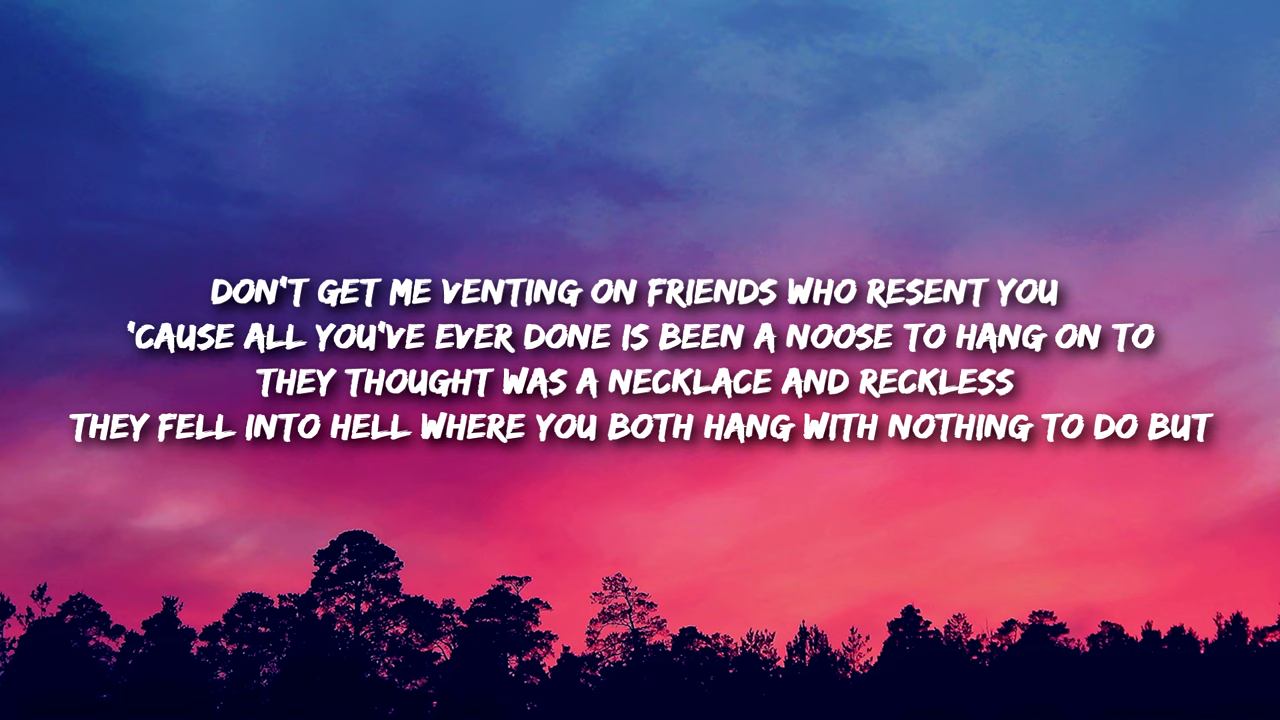 DON'T GET ME VENTING ON FRIENDS WHO RESENT YOU
'CAUSE ALL YOU'VE EVER DONE IS BEEN A NOOSE TO HANG ON TO
THEY THOUGHT WAS A NECKLACE AND RECKLESS
THEY FELL INTO HELL WHERE YOU BOTH HANG WITH NOTHING TO DO BUT